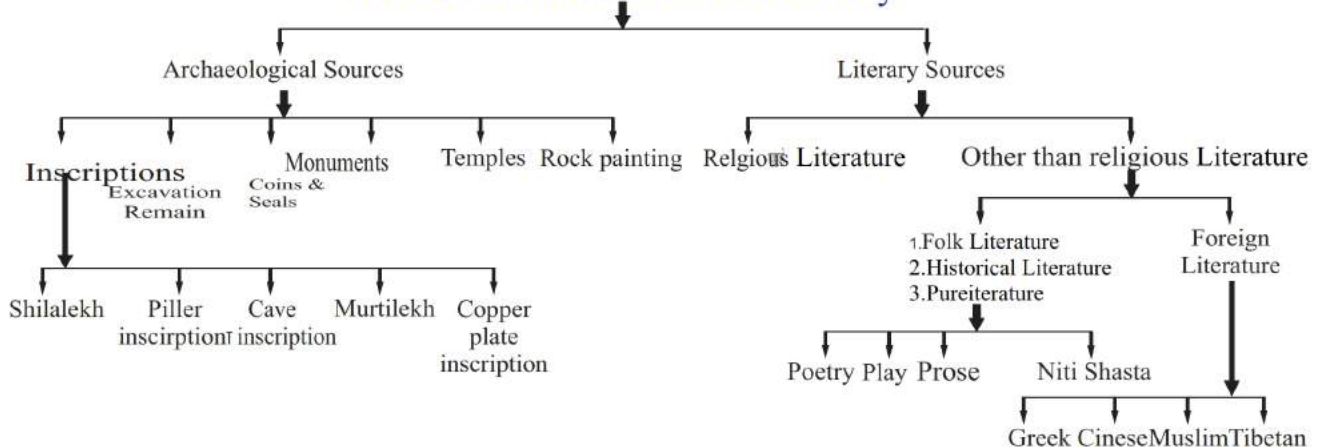 Archaeological Sources
Literary Sources
Inscriptions
Excavation
Remain
Coins &
Seals
Monuments
Temples
Rock painting
Relgious Literature
Other than religious Literature
1.Folk Literature
2.Historical Literature
3.Pureiterature
Foreign
Literature
Shilalekh
Piller
inscirption
Cave
inscription
Murtilekh
Copper
plate
inscription
Poetry
Play
Prose
Niti Shasta
Greek
Cinese
Muslim
Tibetan